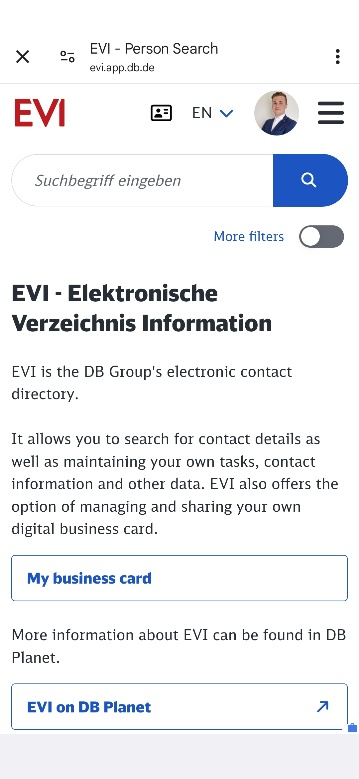 EVI - Person Search
evi.app.db.de
EVI
EN
Suchbegriff eingeben
More filters
EVI - Elektronische
Verzeichnis Information
EVI is the DB Group's electronic contact
directory.
It allows you to search for contact details as
well as maintaining your own tasks, contact
information and other data. EVI also offers the
option of managing and sharing your own
digital business card.
My business card
More information about EVI can be found in DB
Planet.
EVI on DB Planet